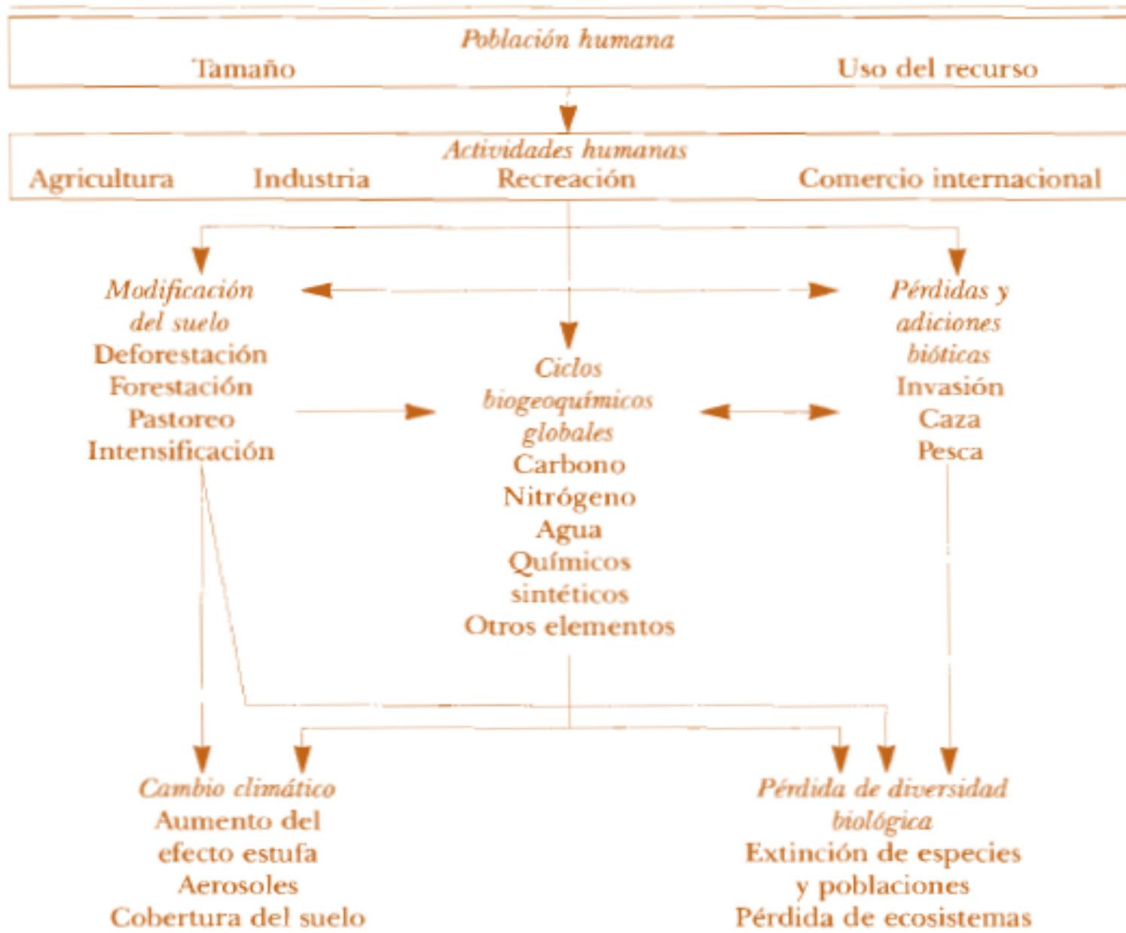 Población humana
Tamaño Uso del recurso
Actividades humanas
Agricultura Industria Recreación Comercio internacional
Modificación
del suelo
Deforestación
Forestación
Pastoreo
Intensificación
Ciclos
biogeoquímicos
globales
Carbono
Nitrógeno
Agua
Químicos
sintéticos
Otros elementos
Pérdidas y
adiciones
bióticas
Invasión
Caza
Pesca
Cambio climático
Aumento del
efecto estufa
Aerosoles
Cobertura del suelo
Pérdida de diversidad
biológica
Extinción de especies
y poblaciones
Pérdida de ecosistemas